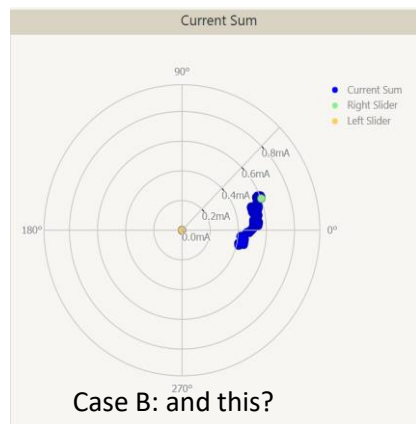 Current Sum
90°
Current Sum
Right Slider
Left Slider
0.8mA
0.6mA
0.4mA
0.2mA
0.0mA
180°
0°
270°
Case B: and this?